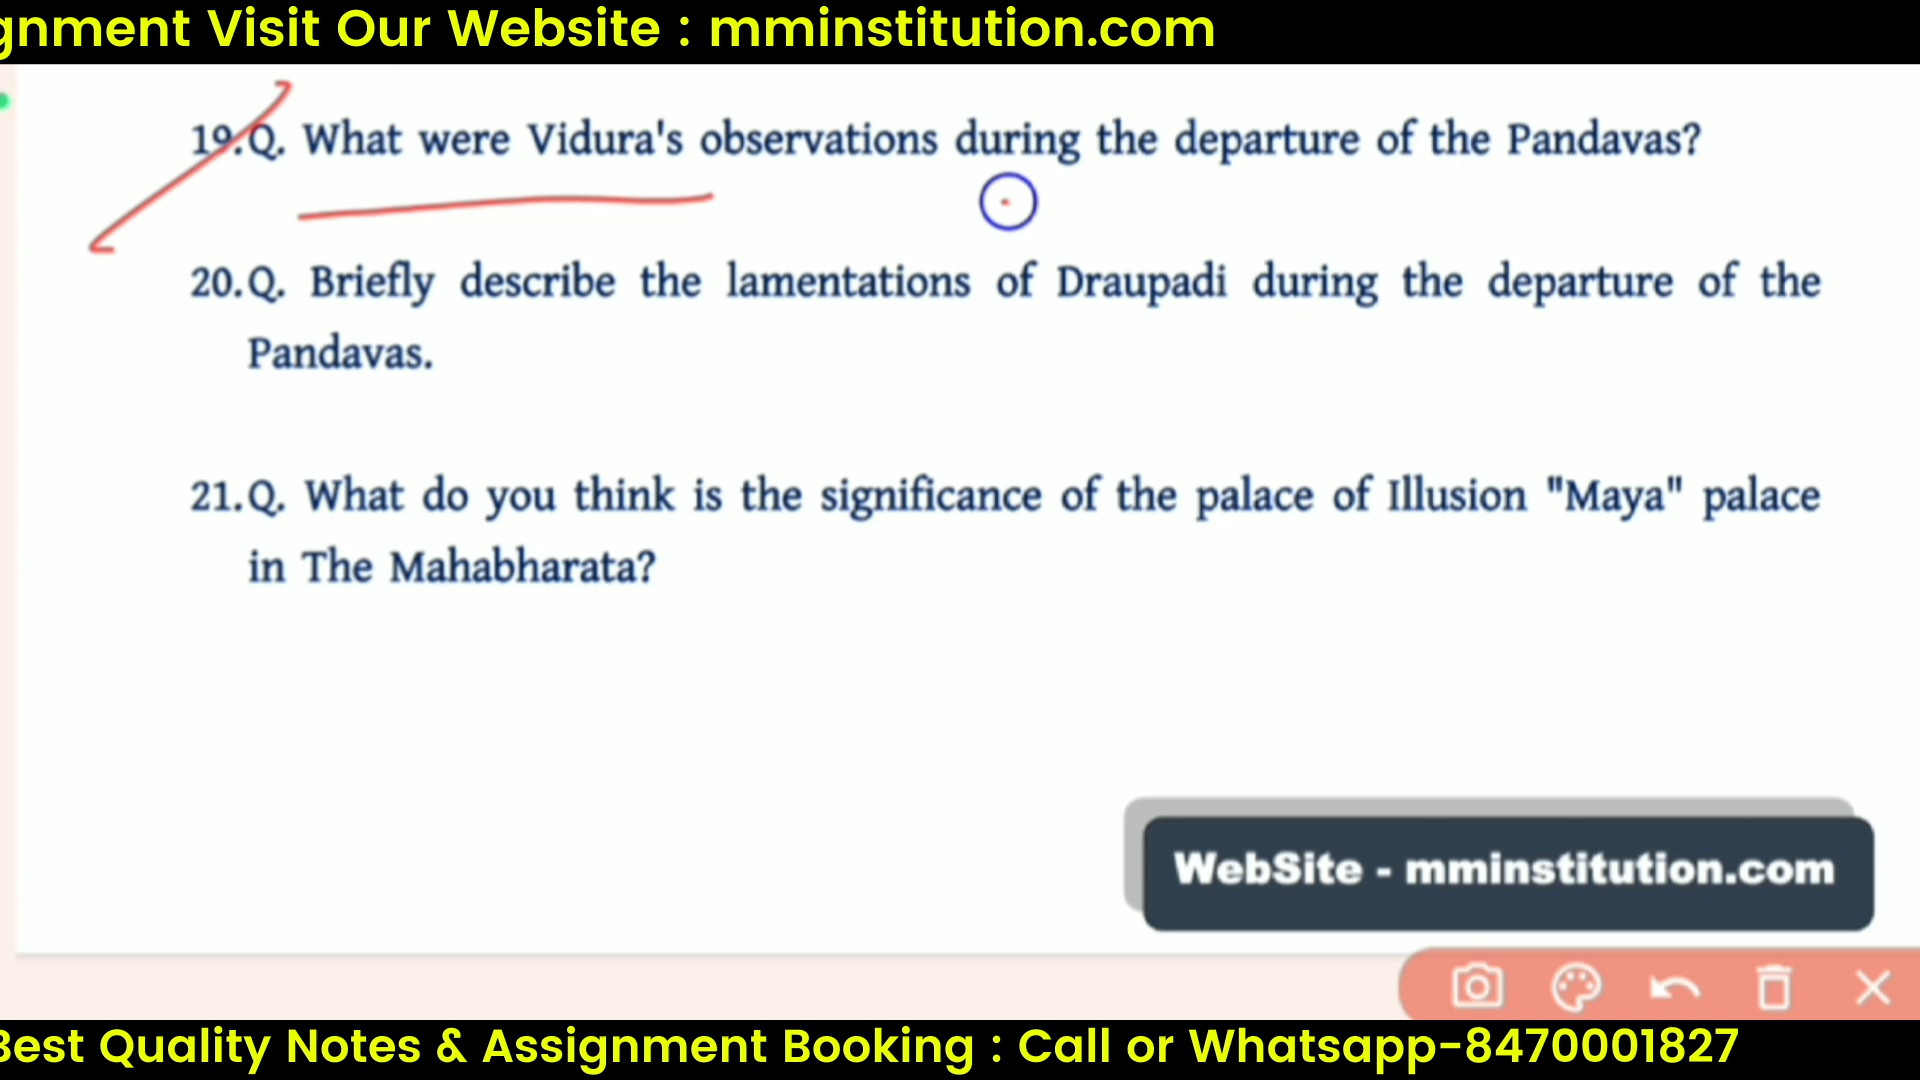 gnment Visit Our Website : mminstitution.com
19.Q. What were Vidura's observations during the departure of the Pandavas?
20.Q. Briefly describe the lamentations of Draupadi during the departure of the
Pandavas.
21.Q. What do you think is the significance of the palace of Illusion "Maya" palace
in The Mahabharata?
WebSite - mminstitution.com
Best Quality Notes & Assignment Booking : Call or Whatsapp-8470001827